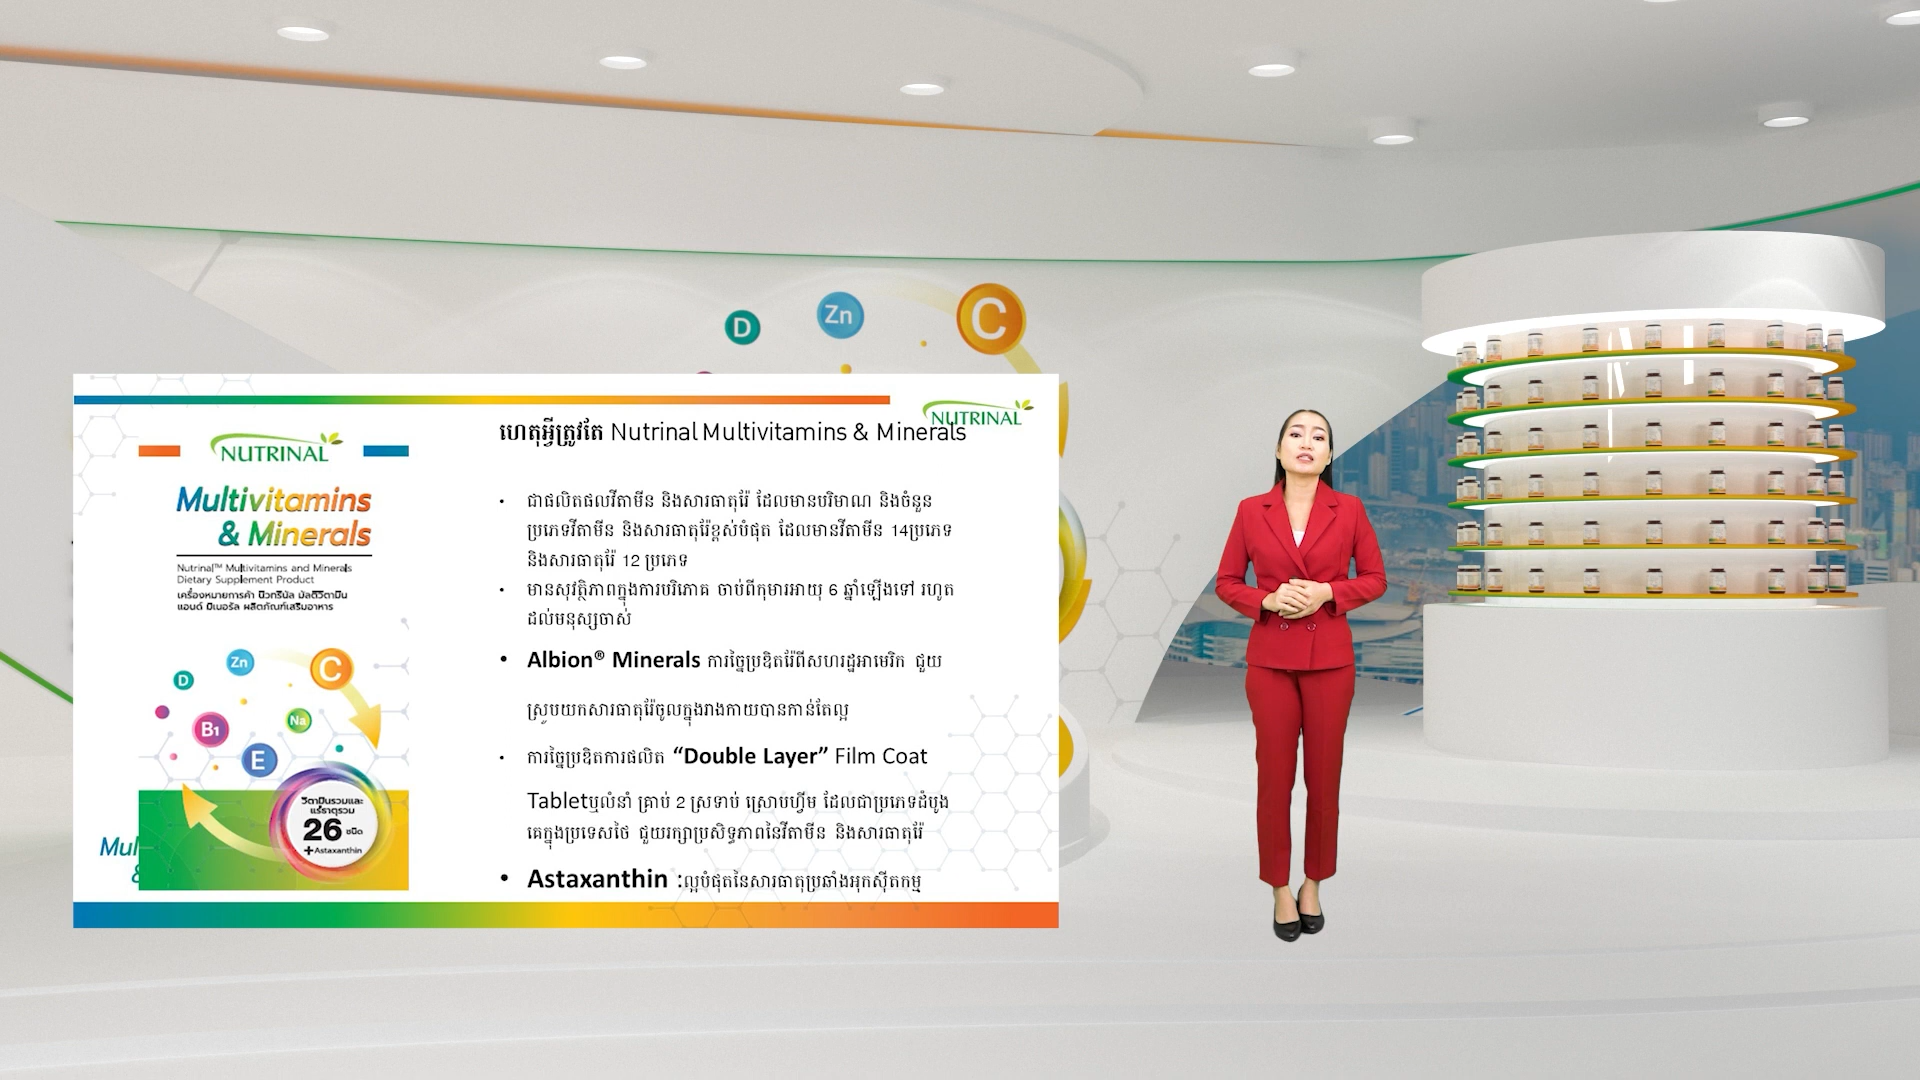 D
Zn
C
NUTRINAL
Multivitamins
& Minerals
Nutrinal™ Multivitamins and Minerals
Dietary Supplement Product
เครื่องหมายการค้า นิวทรินัล มัลติวิตามิน
แอนด์ มิเนอรัล ผลิตภัณฑ์เสริมอาหาร
Zn
C
D
B1
Na
E
วิตามินรวมและ
แร่ธาตุรวม
26 ชนิด
+Astaxanthin
Mul
&
NUTRINAL
ហេតុអ្វីត្រូវតែ Nutrinal Multivitamins & Minerals
• ជាផលិតផលវីតាមីន និងសារធាតុរ៉ែ ដែលមានបរិមាណ និងចំនួន
ប្រភេទវីតាមីន និងសារធាតុរ៉ែខ្ពស់បំផុត ដែលមានវីតាមីន 14ប្រភេទ
និងសារធាតុរ៉ែ 12 ប្រភេទ
• មានសុវត្ថិភាពក្នុងការបរិភោគ ចាប់ពីកុមារអាយុ 6 ឆ្នាំឡើងទៅ រហូត
ដល់មនុស្សចាស់
• Albion® Minerals ការច្នៃប្រឌិតរ៉ែពីសហរដ្ឋអាមេរិក ជួយ
ស្រូបយកសារធាតុរ៉ែចូលក្នុងរាងកាយបានកាន់តែល្អ
• ការច្នៃប្រឌិតការផលិត “Double Layer” Film Coat
Tabletឬលំនាំ គ្រាប់ 2 ស្រទាប់ ស្រោបហ្វីម ដែលជាប្រភេទដំបូង
គេក្នុងប្រទេសថៃ ជួយរក្សាប្រសិទ្ធភាពនៃវីតាមីន និងសារធាតុរ៉ែ
• Astaxanthin :ល្អបំផុតនៃសារធាតុប្រឆាំងអុកស៊ីតកម្ម